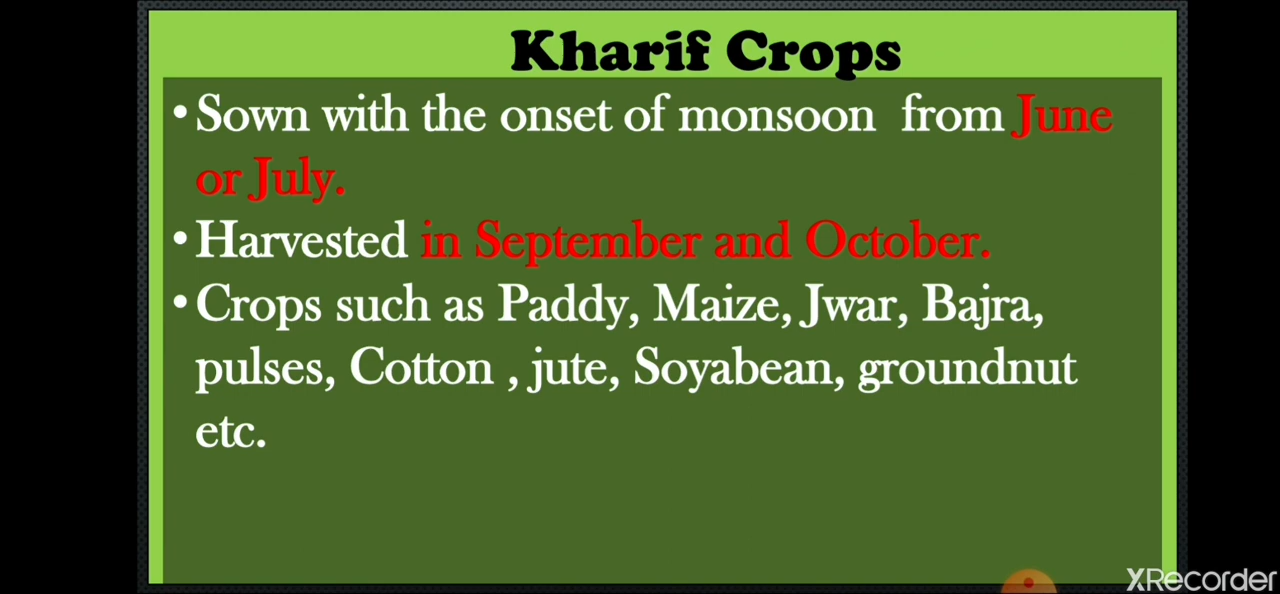 Kharif Crops
• Sown with the onset of monsoon from June
or July.
• Harvested in September and October.
• Crops such as Paddy, Maize, Jwar, Bajra,
pulses, Cotton , jute, Soyabean, groundnut
etc.
XRecorder